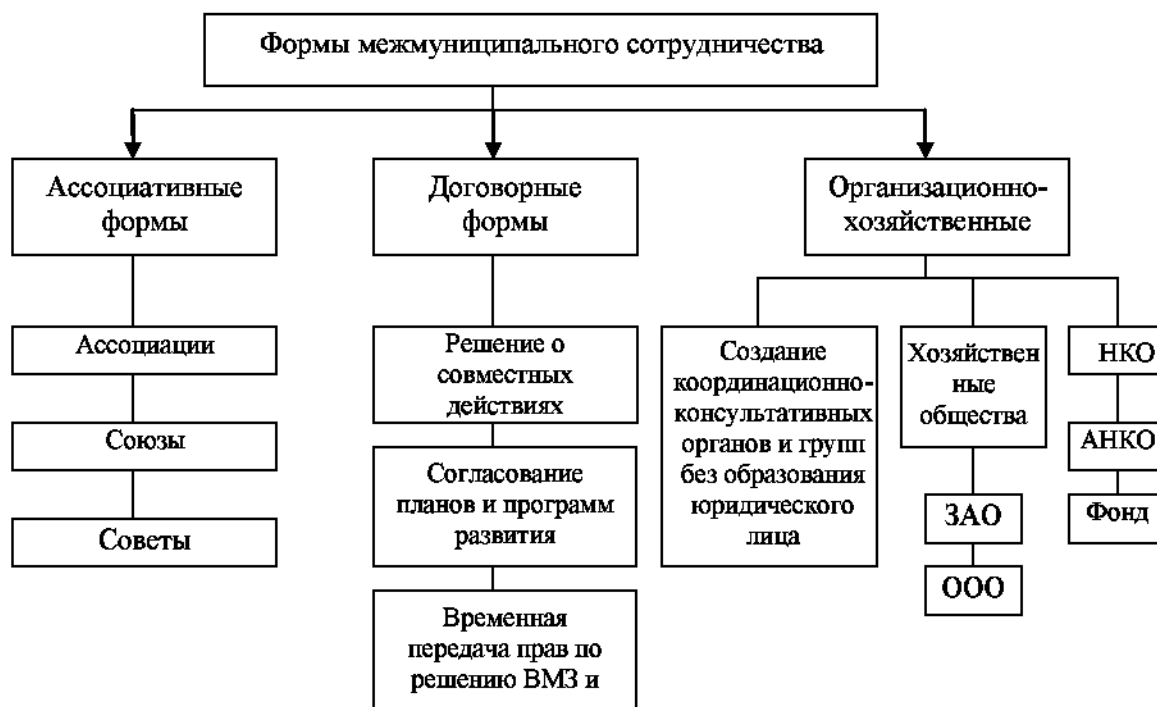 Формы межмуниципального сотрудничества
Ассоциативные
формы
Ассоциации
Союзы
Советы
Договорные
формы
Решение о
совместных
действиях
Согласование
планов и программ
развития
Временная
передача прав по
решению ВМЗ и
Организационно-
хозяйственные
Создание
координационно-
консультативных
органов и групп
без образования
юридического
лица
Хозяйствен
ные
общества
ЗАО
ООО
НКО
АНКО
Фонд